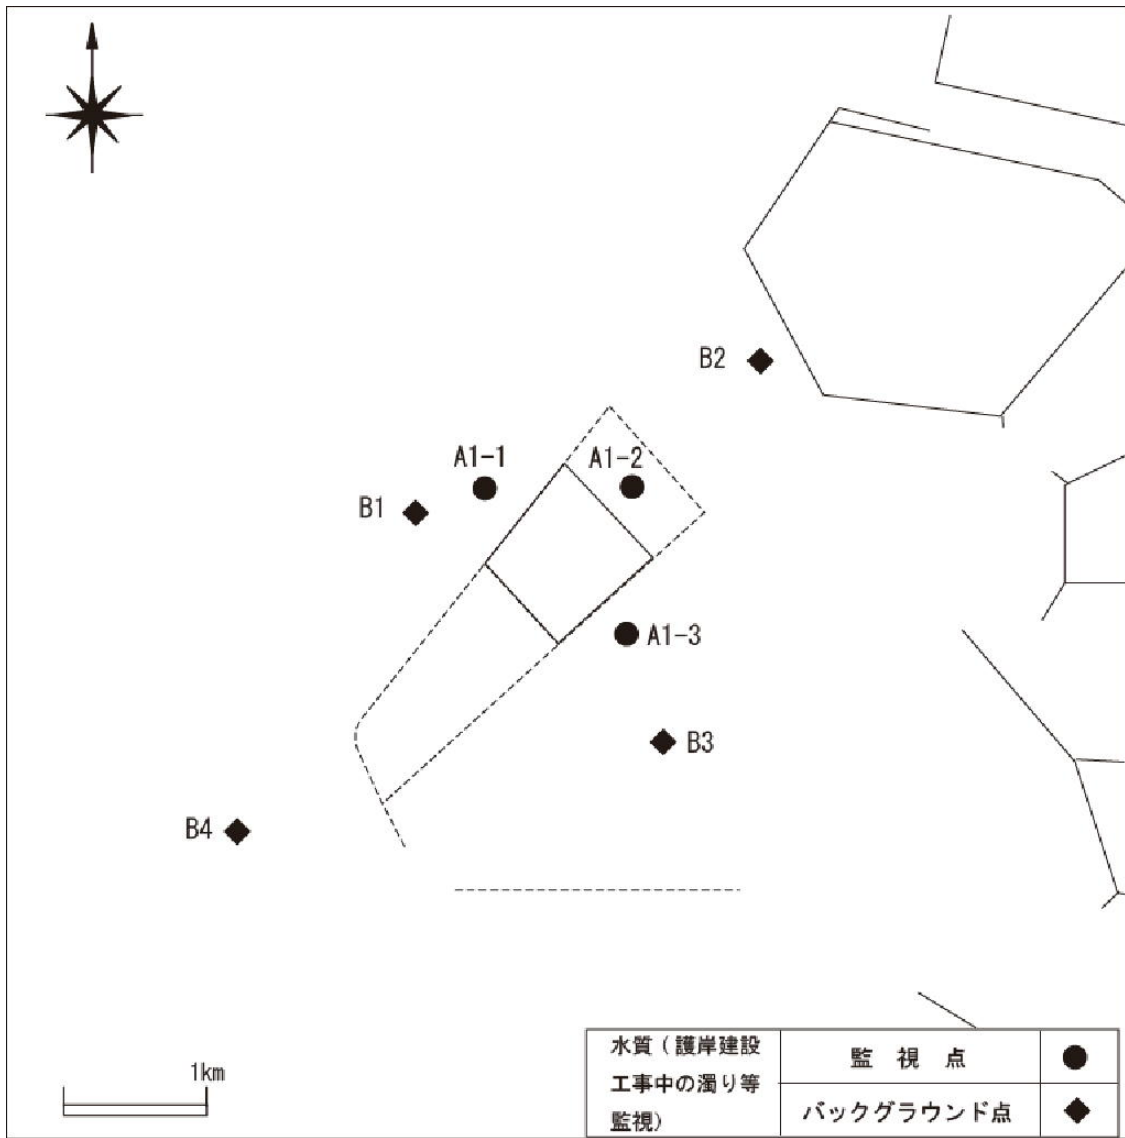 B2
A1-1
A1-2
B1
A1-3
B3
B4
1km
水質（護岸建設
工事中の濁り等
監視）
監 視 点
バックグラウンド点